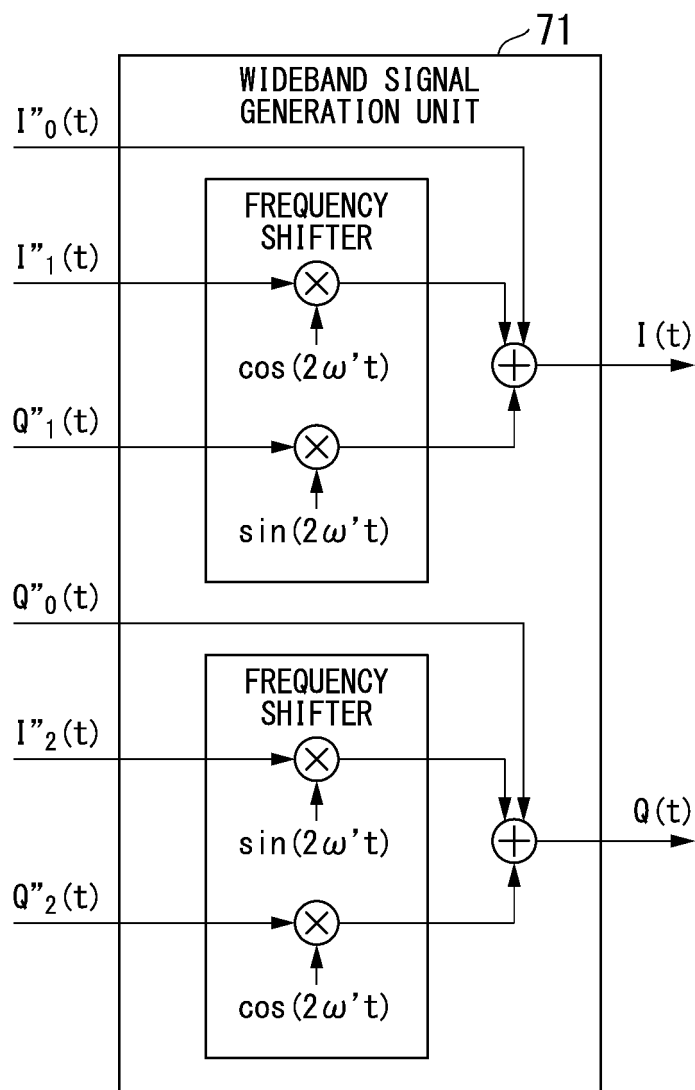 71
WIDEBAND SIGNAL
GENERATION UNIT
I”₀(t)
FREQUENCY
SHIFTER
I”₁(t)
cos(2ω’t)
I(t)
Q”₁(t)
sin(2ω’t)
Q”₀(t)
FREQUENCY
SHIFTER
I”₂(t)
sin(2ω’t)
Q(t)
Q”₂(t)
cos(2ω’t)